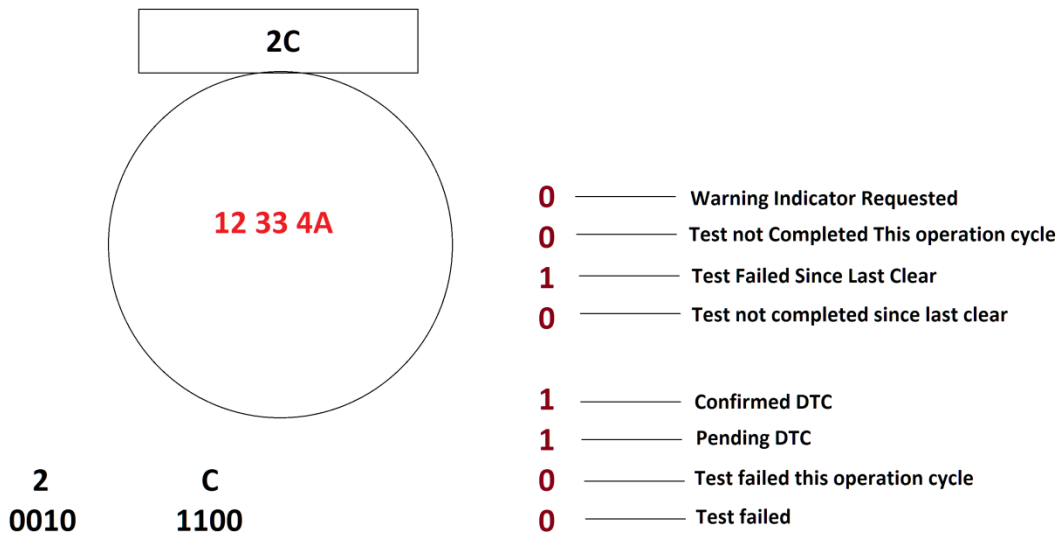 2C
12 33 4A
0 Warning Indicator Requested
0 Test not Completed This operation cycle
1 Test Failed Since Last Clear
0 Test not completed since last clear
1 Confirmed DTC
1 Pending DTC
0 Test failed this operation cycle
0 Test failed
2 C
0010 1100